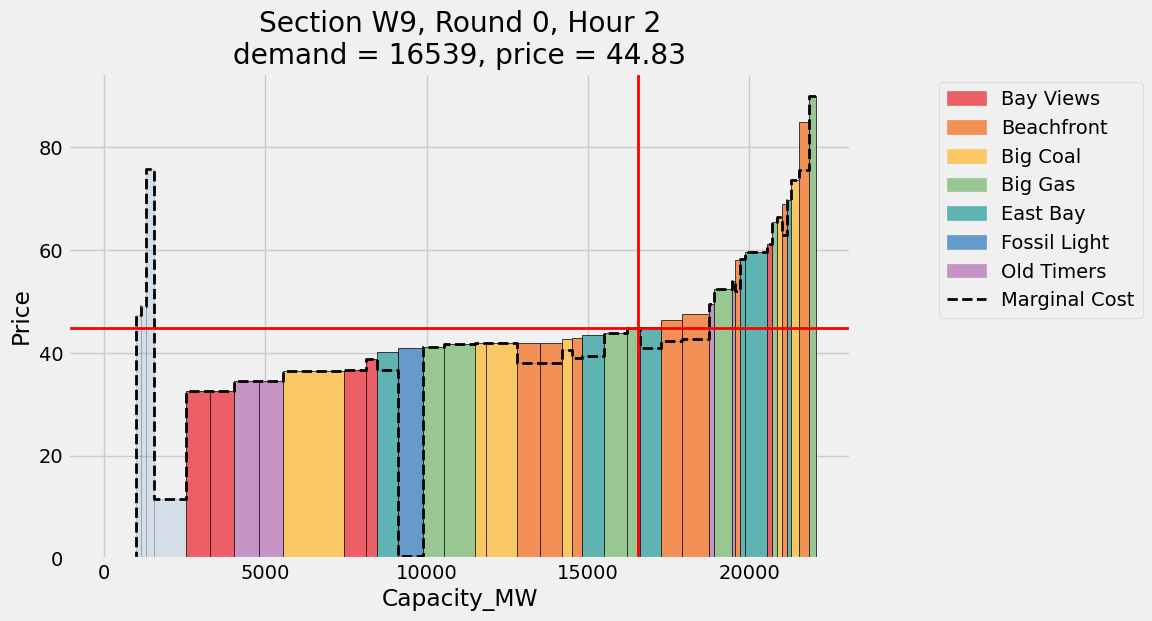 Section W9, Round 0, Hour 2
demand = 16539, price = 44.83
Price
80
60
40
20
0
0 5000 10000 15000 20000
Capacity_MW
Bay Views
Beachfront
Big Coal
Big Gas
East Bay
Fossil Light
Old Timers
Marginal Cost